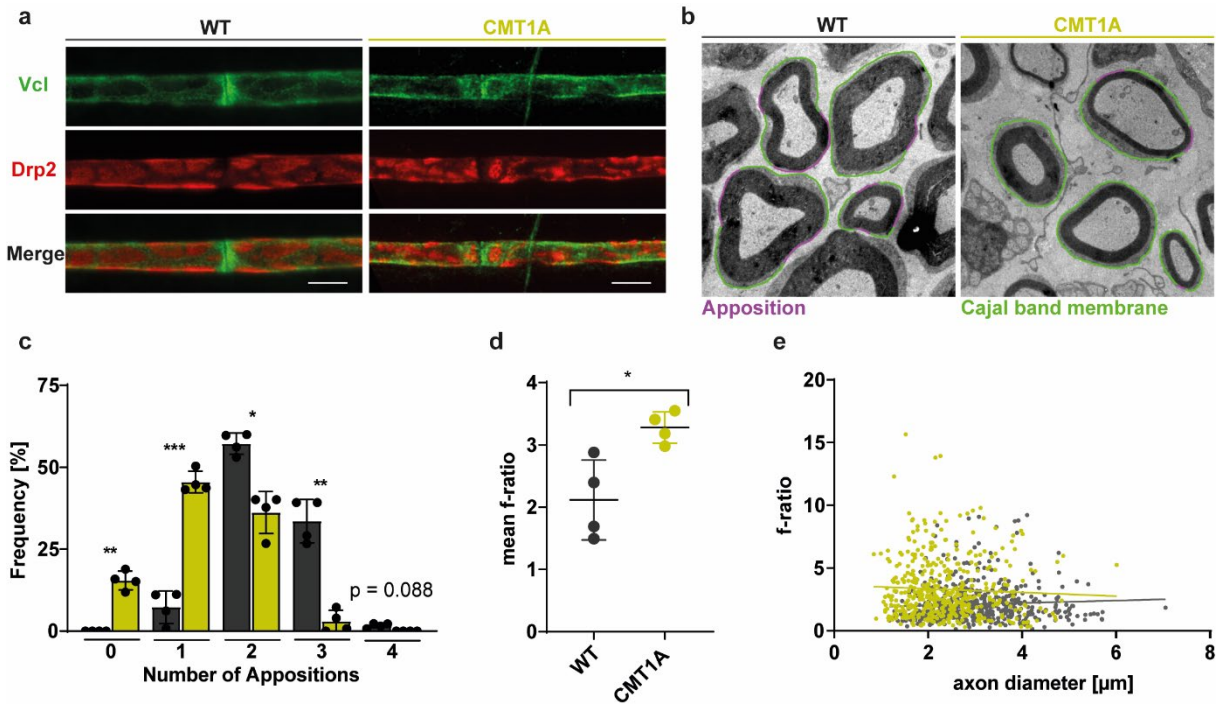 a
WT
CMT1A
Vcl
Drp2
Merge
b
WT
CMT1A
Apposition
Cajal band membrane
c
Frequency [%]
75
50
25
0
**
***
*
**
p = 0.088
0 1 2 3 4
Number of Appositions
d
mean f-ratio
4
3
2
1
0
*
WT
CMT1A
e
f-ratio
20
15
10
5
0
0 2 4 6 8
axon diameter [µm]